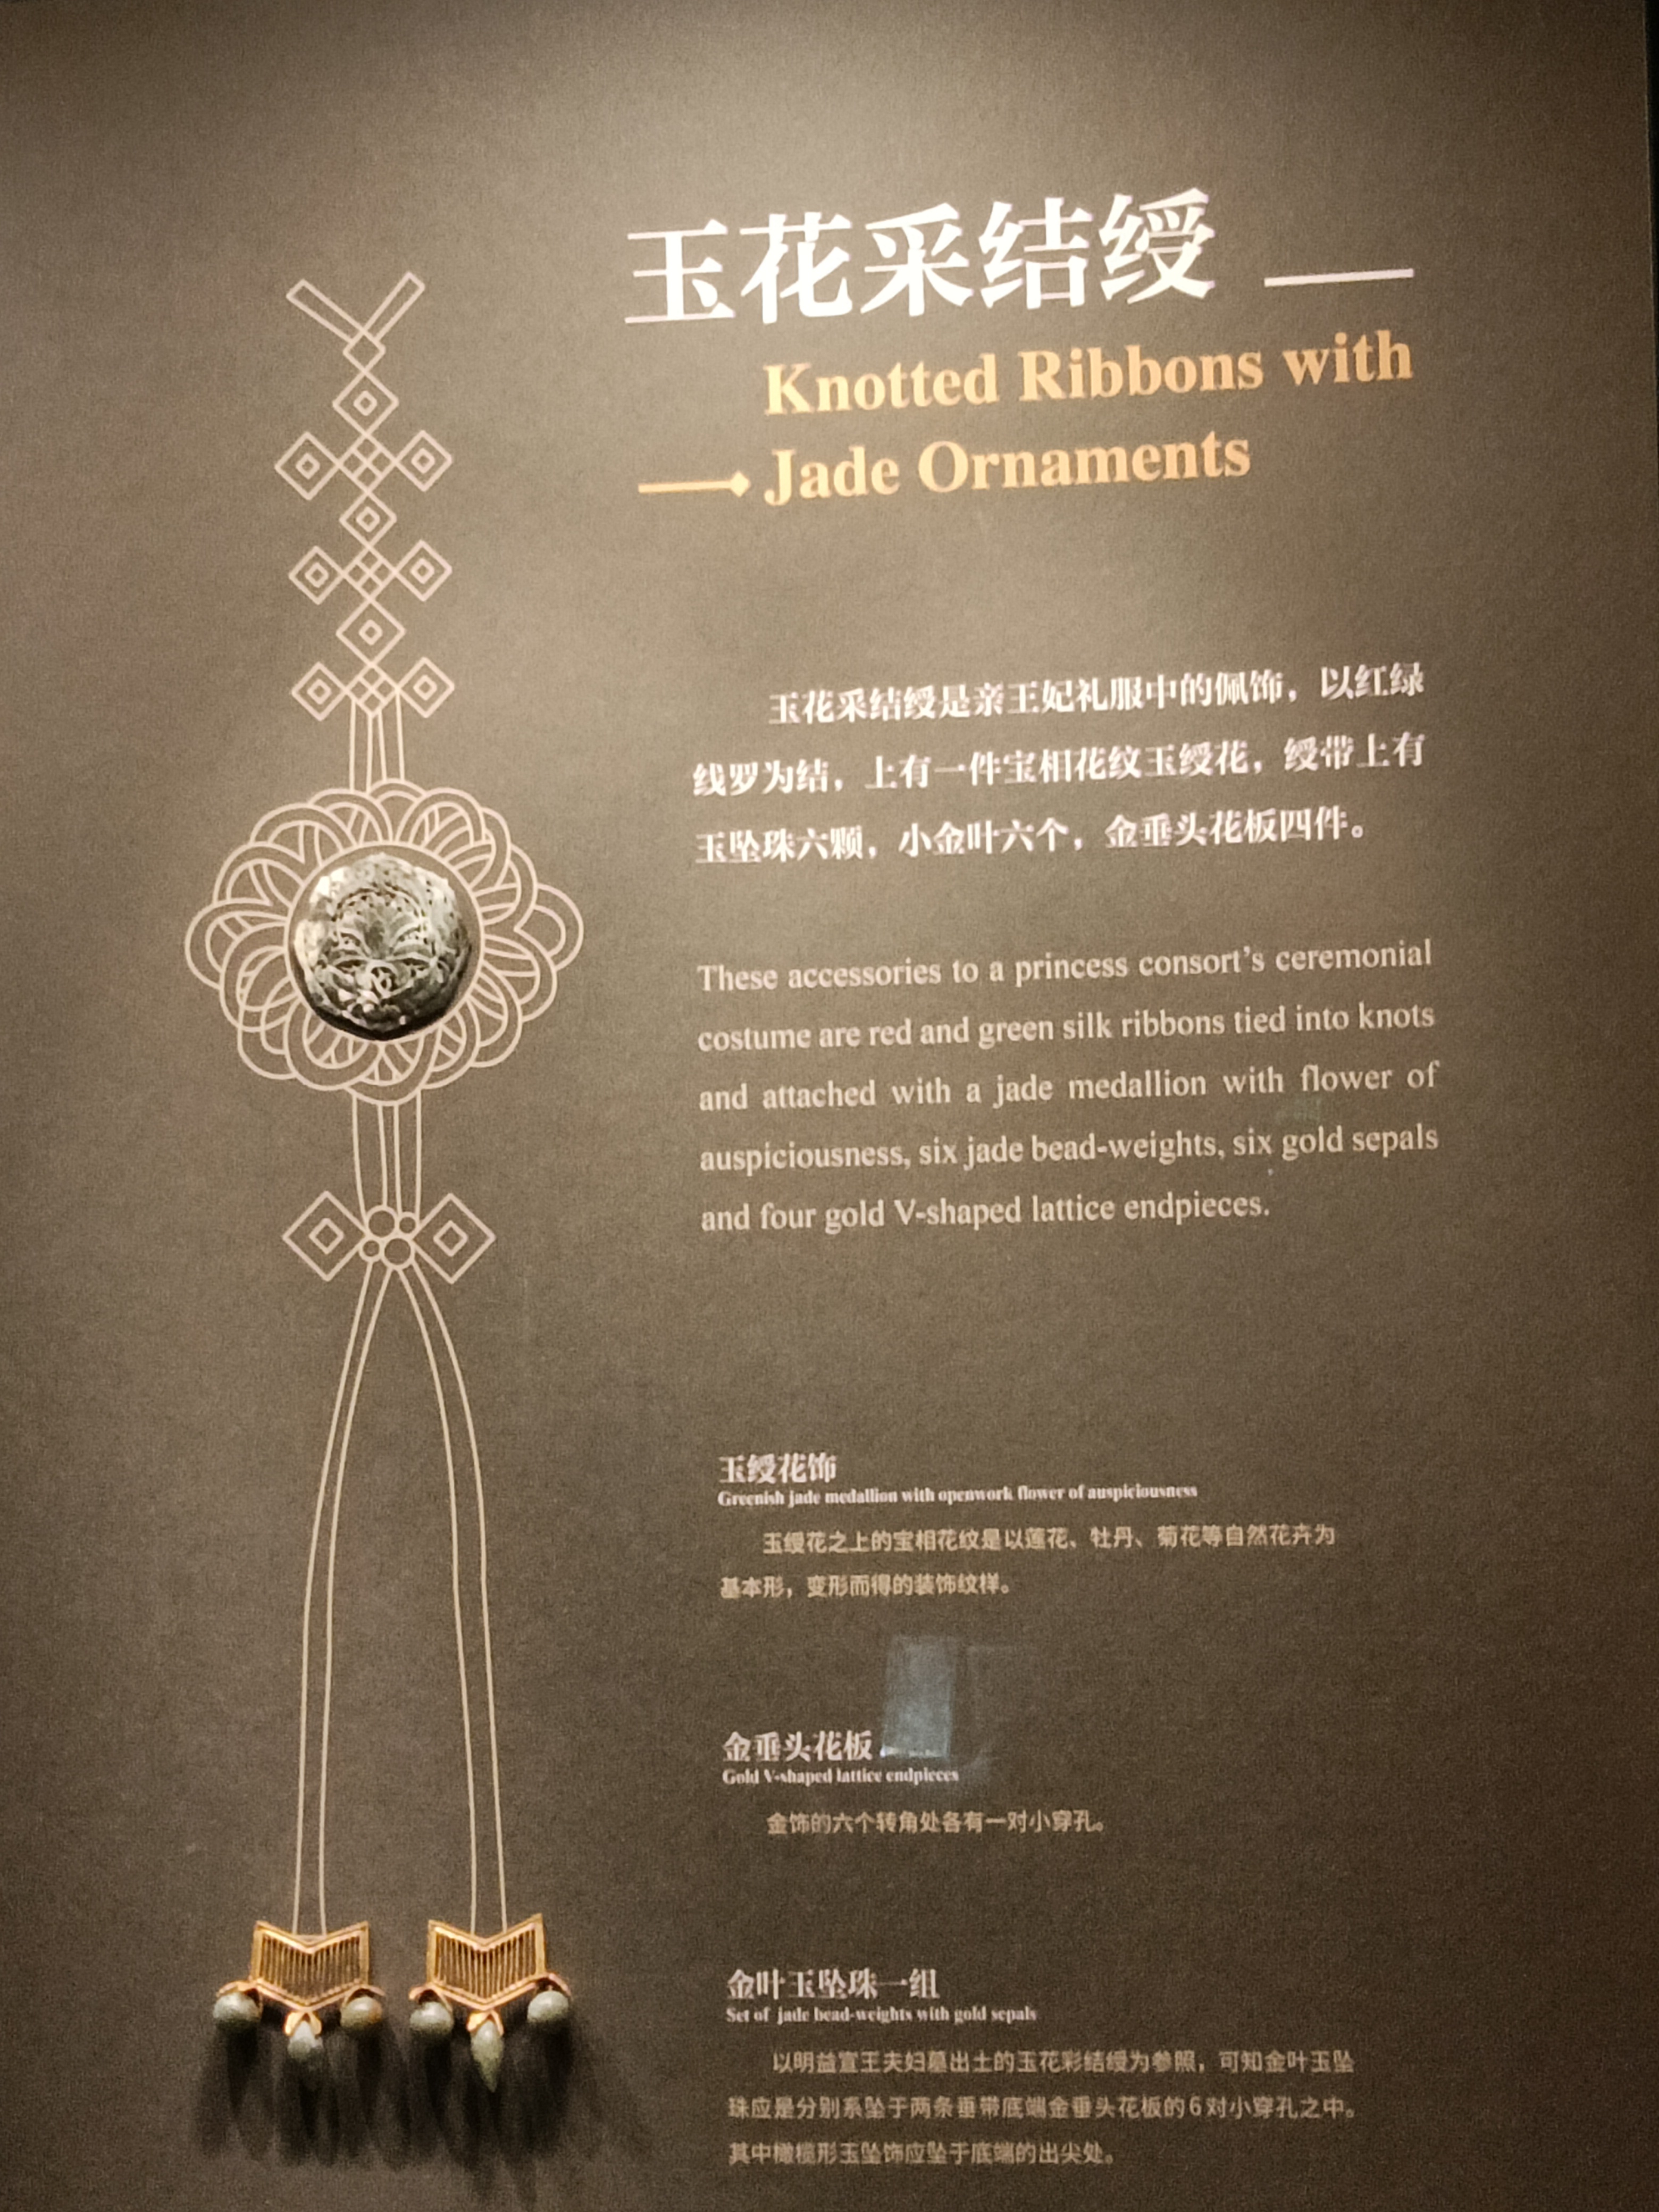 玉花采结绶
Knotted Ribbons with
Jade Ornaments
玉花采结绶是亲王妃礼服中的佩饰，以红绿
线罗为结，上有一件宝相花纹玉绶花，绶带上有
玉坠珠六颗，小金叶六个，金垂头花板四件。
These accessories to a princess consort's ceremonial
costume are red and green silk ribbons tied into knots
and attached with a jade medallion with flower of
auspiciousness, six jade bead-weights, six gold sepals
and four gold V-shaped lattice endpieces.
玉绶花饰
Greenish jade medallion with openwork flower of auspiciousness
玉绶花之上的宝相花纹是以莲花、牡丹、菊花等自然花卉为
基本形，变形而得的装饰纹样。
金垂头花板
Gold V-shaped lattice endpieces
金饰的六个转角处各有一对小穿孔。
金叶玉坠珠一组
Set of jade bead-weights with gold sepals
以明益宣王夫妇墓出土的玉花彩结绶为参照，可知金叶玉坠
珠应是分别系坠于两条垂带底端金垂头花板的6对小穿孔之中。
其中橄榄形玉坠饰应坠于底端的出尖处。